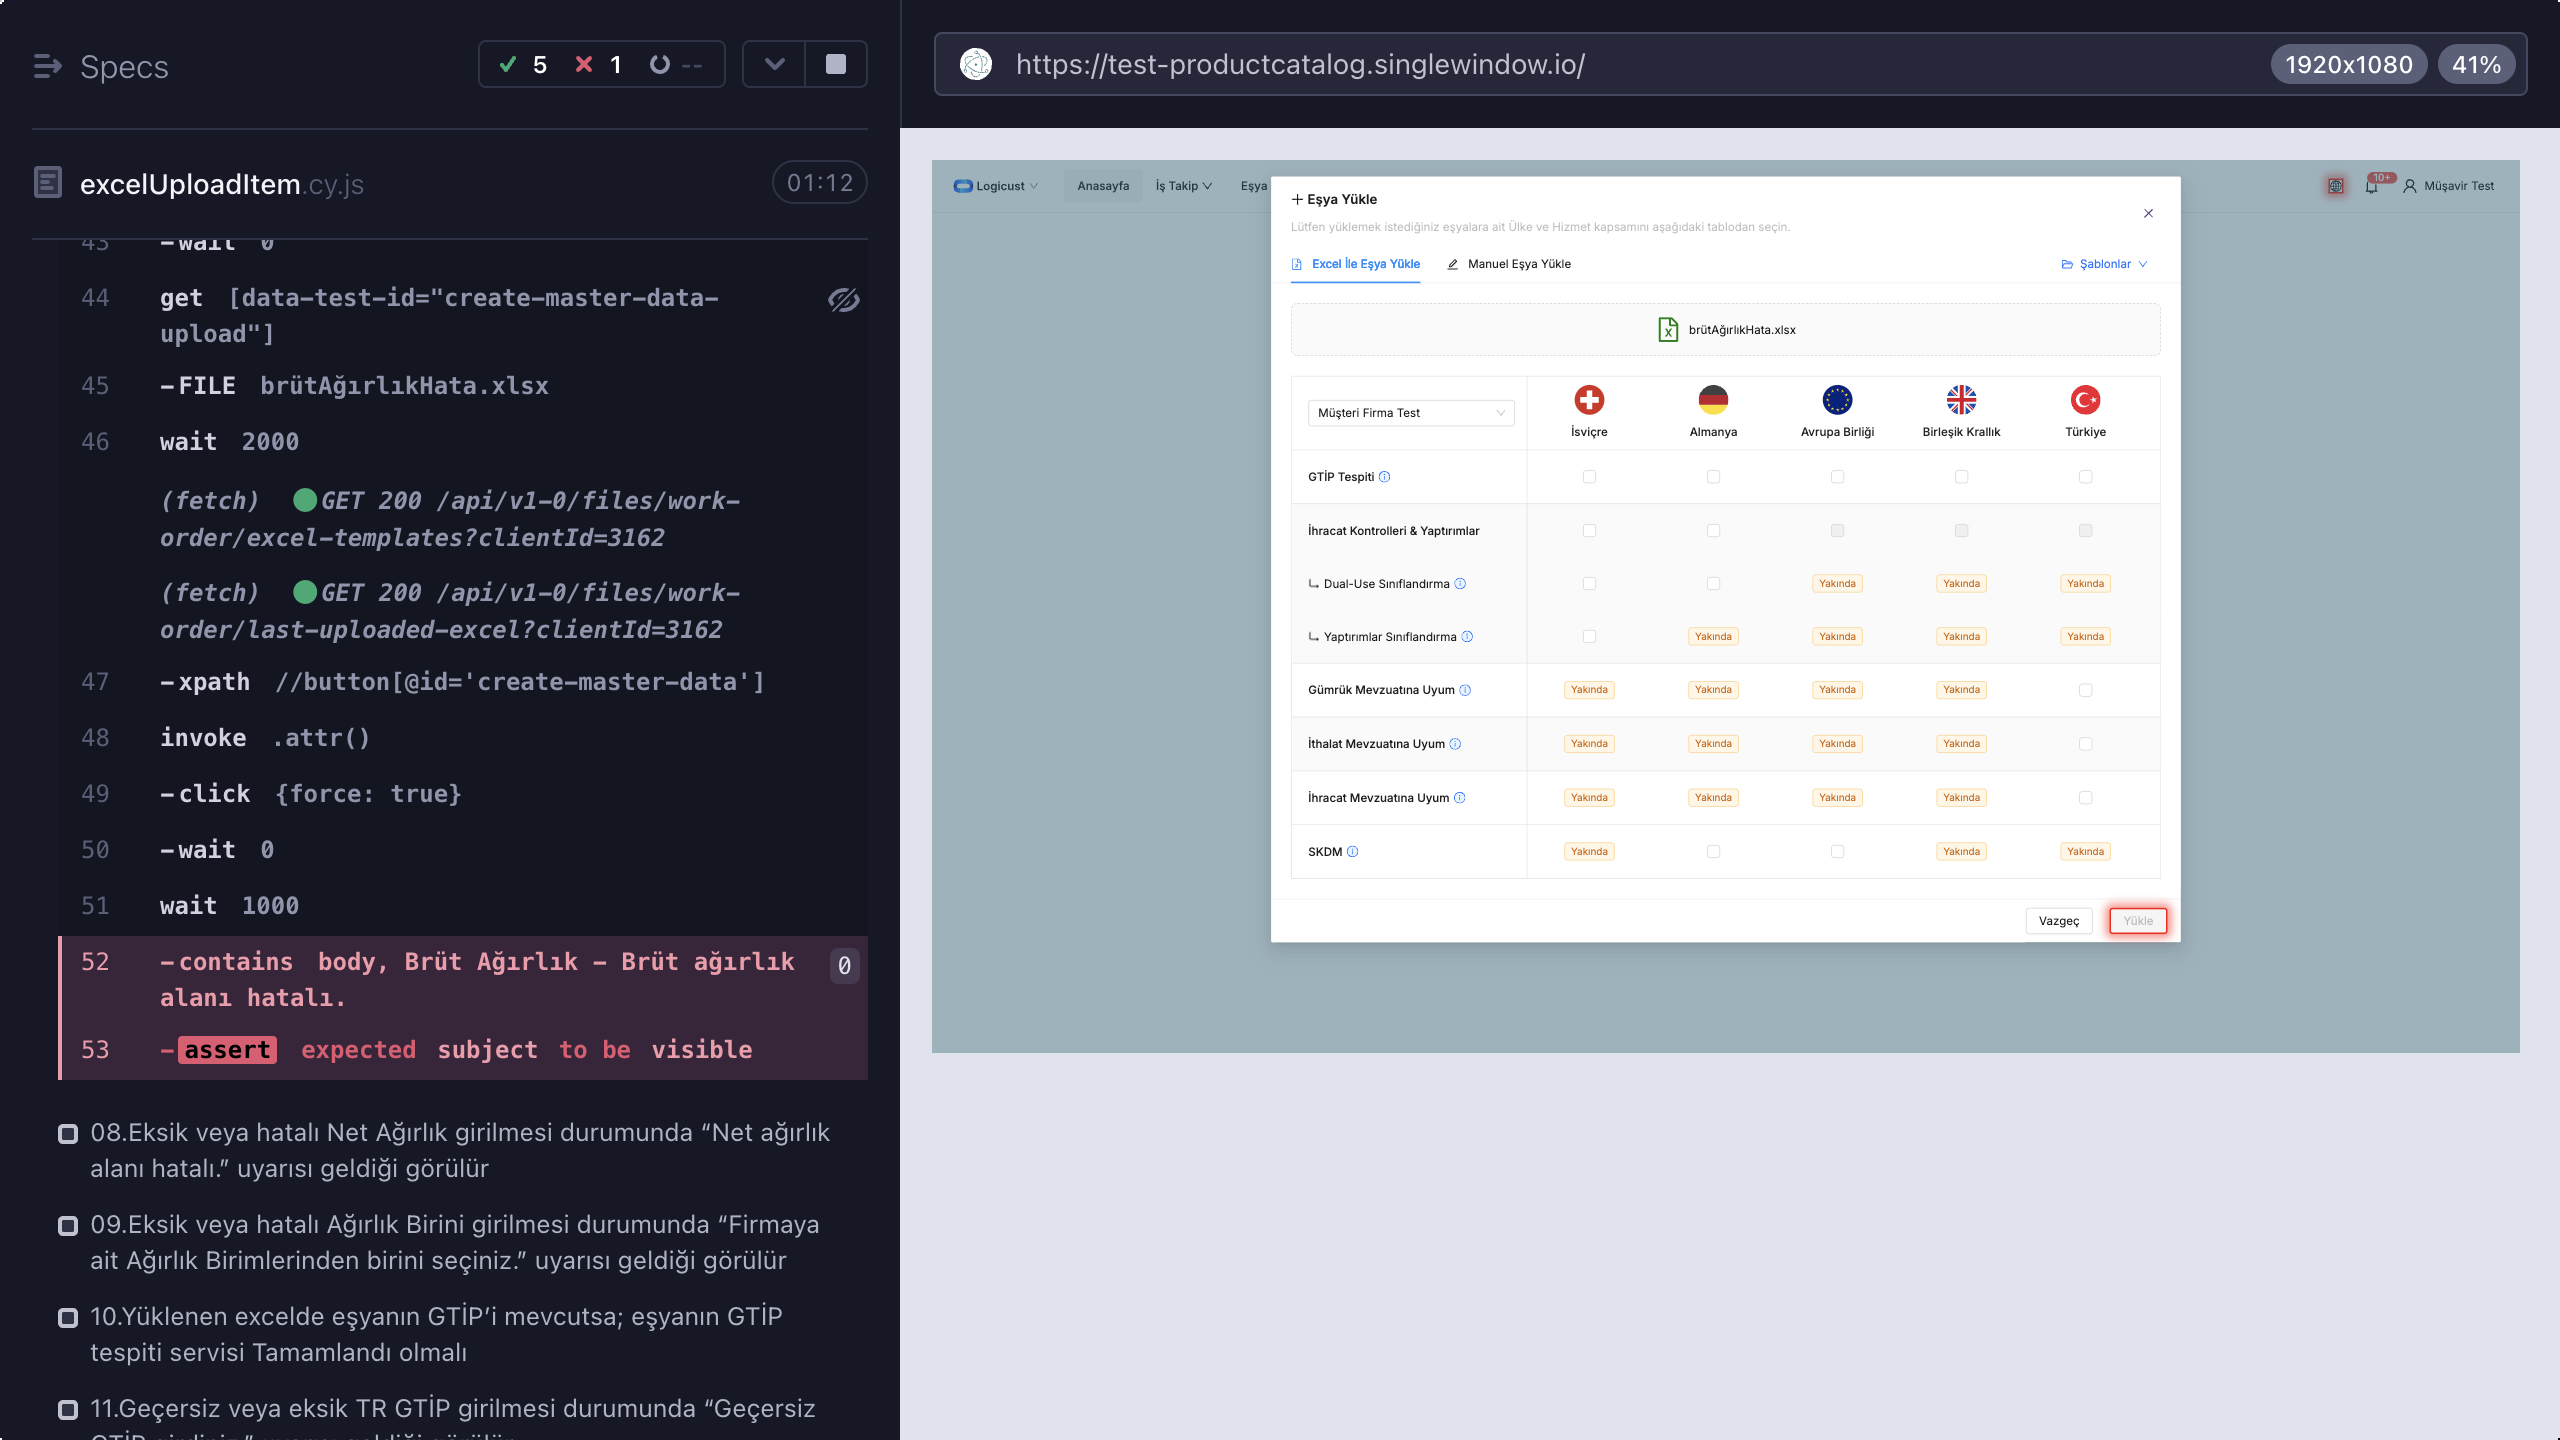 Specs
5
1
--
excelUploadItem.cy.js
01:12
43 -wait 0
44 get [data-test-id="create-master-data-
upload"]
45 -FILE brütAğırlıkHata.xlsx
46 wait 2000
(fetch) GET 200 /api/v1-0/files/work-
order/excel-templates?clientId=3162
(fetch) GET 200 /api/v1-0/files/work-
order/last-uploaded-excel?clientId=3162
47 -xpath //button[@id='create-master-data']
48 invoke .attr()
49 -click {force: true}
50 -wait 0
51 wait 1000
52 -contains body, Brüt Ağırlık - Brüt ağırlık
alanı hatalı.
0
53 -assert expected subject to be visible
08.Eksik veya hatalı Net Ağırlık girilmesi durumunda “Net ağırlık
alanı hatalı.” uyarısı geldiği görülür
09.Eksik veya hatalı Ağırlık Birini girilmesi durumunda “Firmaya
ait Ağırlık Birimlerinden birini seçiniz.” uyarısı geldiği görülür
10.Yüklenen excelde eşyanın GTİP’i mevcutsa; eşyanın GTİP
tespiti servisi Tamamlandı olmalı
11.Geçersiz veya eksik TR GTİP girilmesi durumunda “Geçersiz
https://test-productcatalog.singlewindow.io/
1920x1080
41%
Logicust
Anasayfa
İş Takip
Eşya
10+
Müşavir Test
Eşya Yükle
Lütfen yüklemek istediğiniz eşyalara ait Ülke ve Hizmet kapsamını aşağıdaki tablodan seçin.
Excel İle Eşya Yükle
Manuel Eşya Yükle
Şablonlar
brütAğırlıkHata.xlsx
Müşteri Firma Test
İsviçre
Almanya
Avrupa Birliği
Birleşik Krallık
Türkiye
GTİP Tespiti
İhracat Kontrolleri & Yaptırımlar
Dual-Use Sınıflandırma
Yakında
Yakında
Yakında
Yaptırımlar Sınıflandırma
Yakında
Yakında
Yakında
Yakında
Gümrük Mevzuatına Uyum
Yakında
Yakında
Yakında
Yakında
İthalat Mevzuatına Uyum
Yakında
Yakında
Yakında
Yakında
İhracat Mevzuatına Uyum
Yakında
Yakında
Yakında
Yakında
SKDM
Yakında
Yakında
Yakında
Vazgeç
Yükle